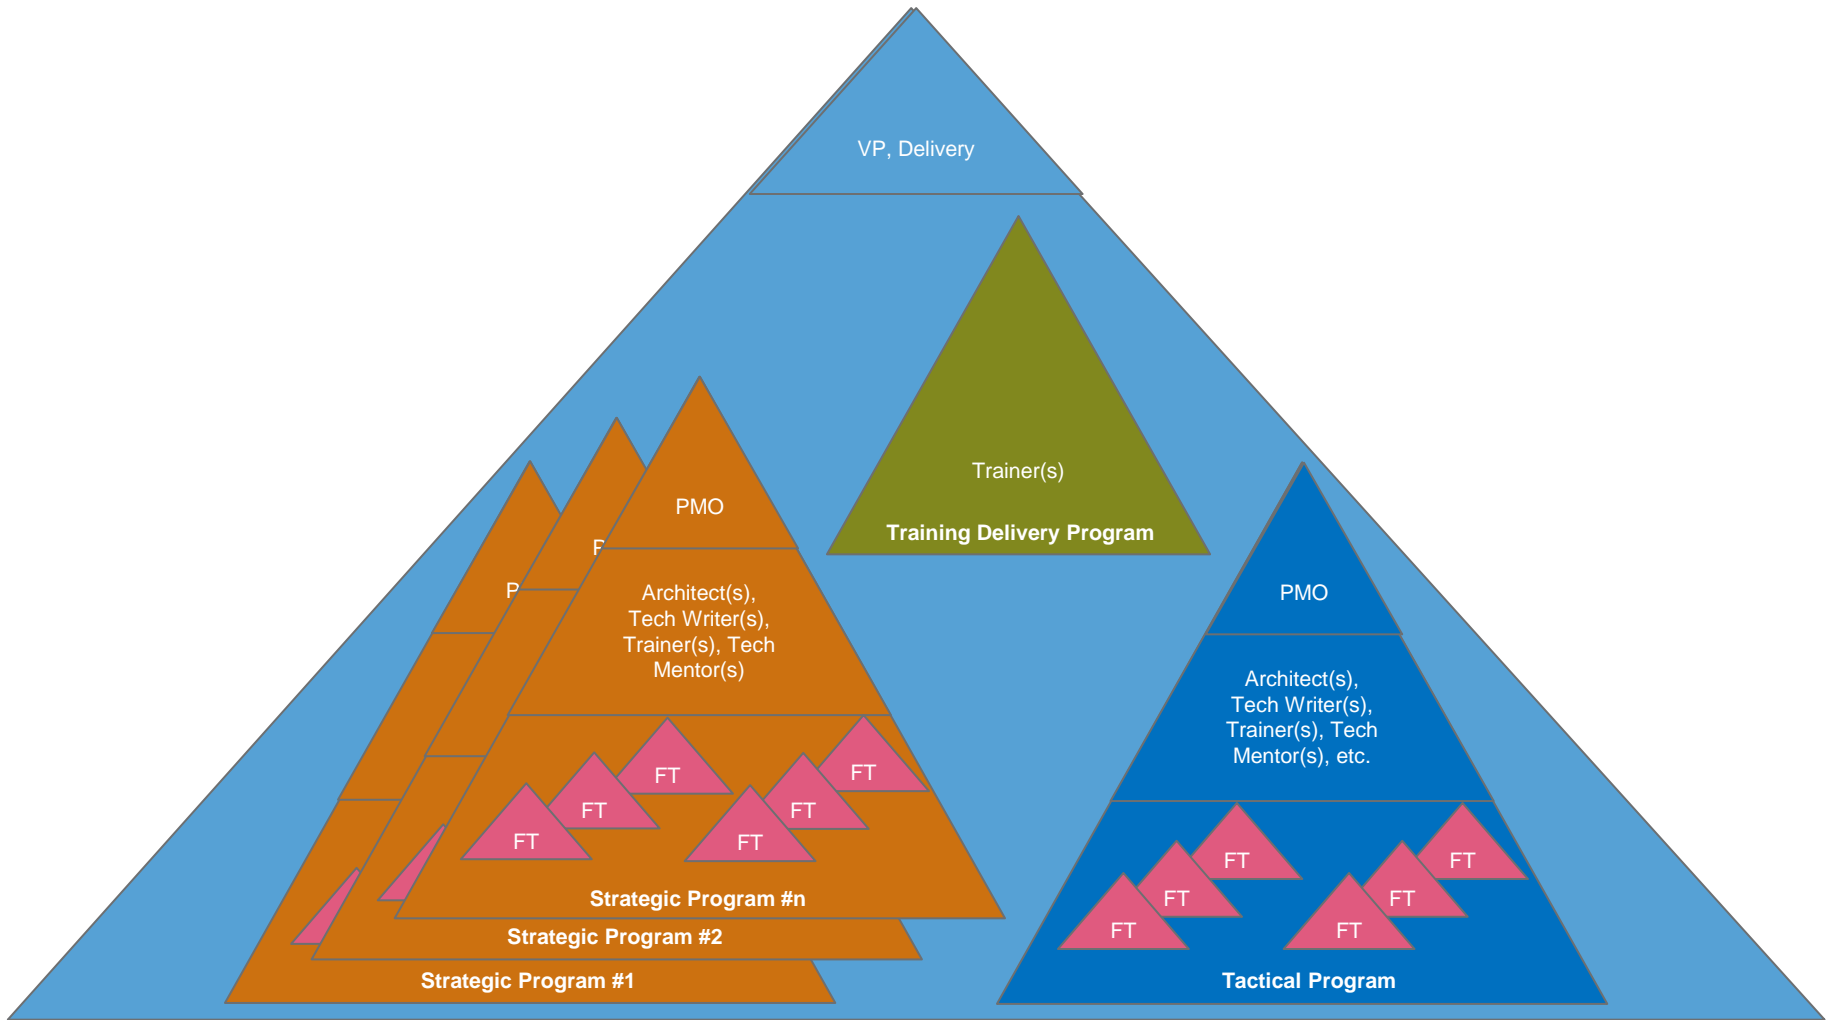 VP, Delivery
Trainer(s)
Training Delivery Program
PMO
Architect(s),
Tech Writer(s),
Trainer(s), Tech
Mentor(s)
FT
FT
FT
FT
FT
FT
Strategic Program #n
P
Strategic Program #2
P
Strategic Program #1
PMO
Architect(s),
Tech Writer(s),
Trainer(s), Tech
Mentor(s), etc.
FT
FT
FT
FT
FT
FT
Tactical Program